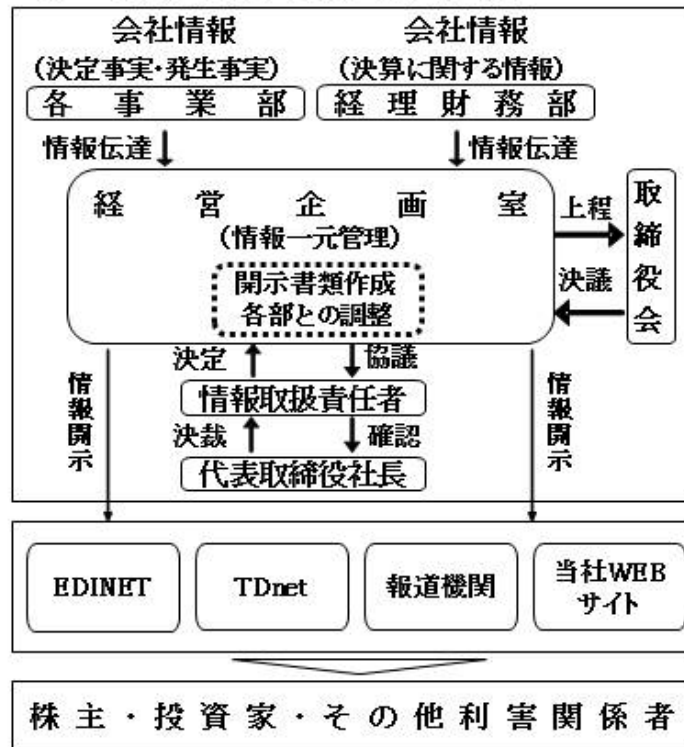 会社情報
(決定事実・発生事実)
各事業部
会社情報
(決算に関する情報)
経理財務部
情報伝達
情報伝達
経営企画室
(情報一元管理)
開示書類作成
各部との調整
上程
決議
取締役会
決定
協議
情報取扱責任者
決裁
確認
代表取締役社長
情報開示
情報開示
EDINET
TDnet
報道機関
当社WEB
サイト
株主・投資家・その他利害関係者